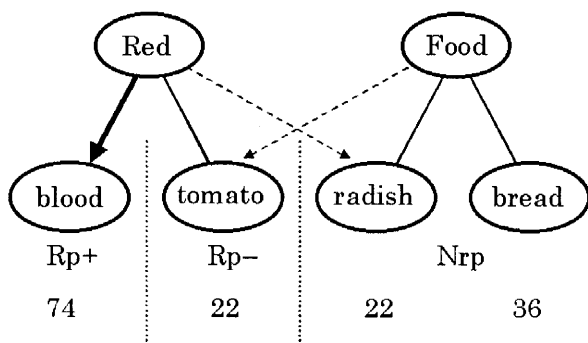 Red Food
blood tomato radish bread
Rp+ Rp− Nrp
74 22 22 36